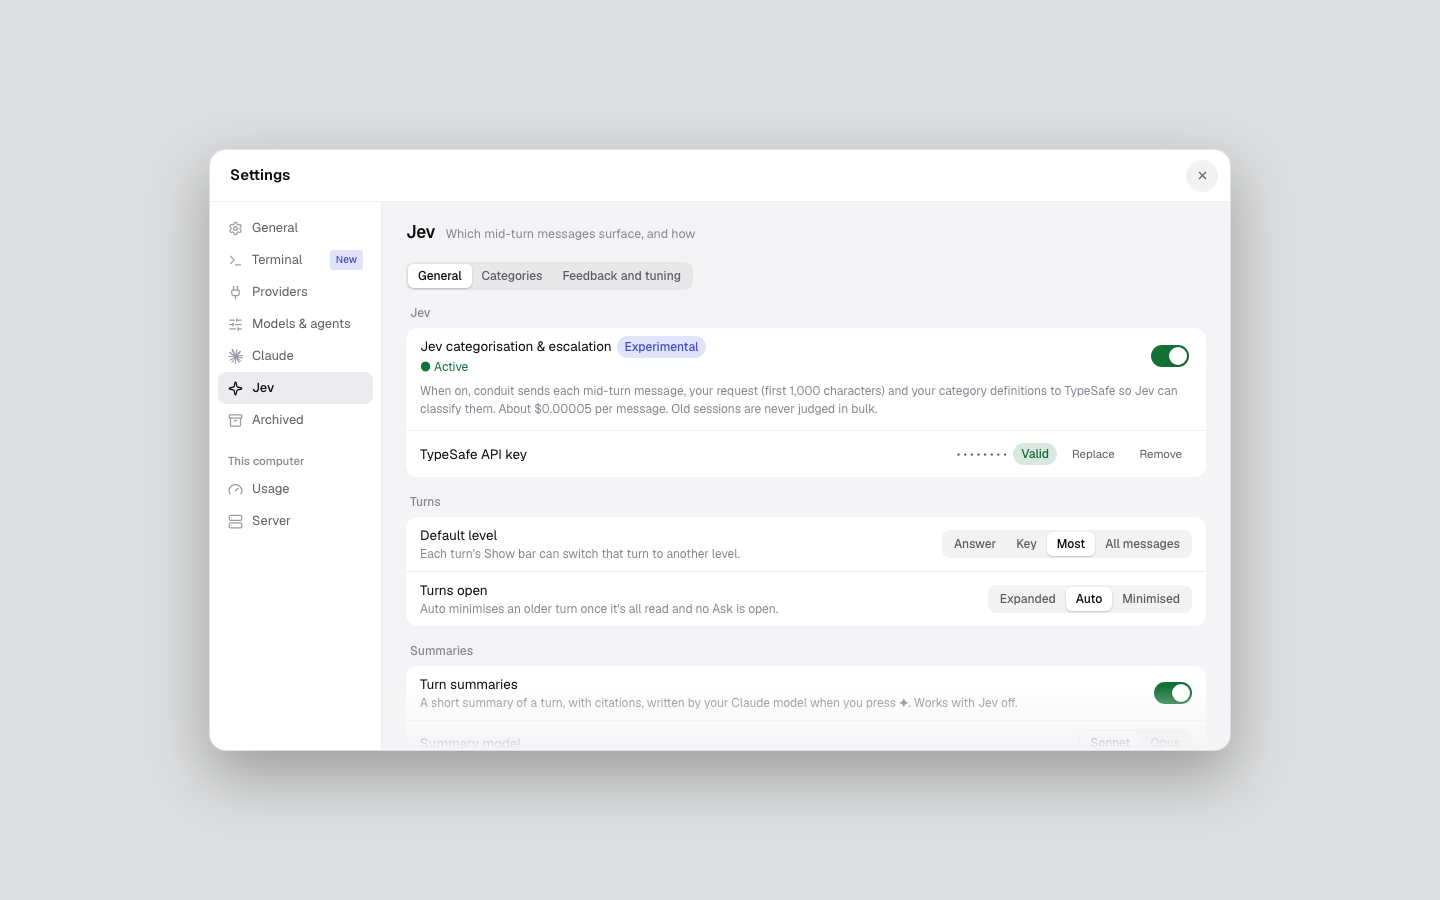 Settings
General
Terminal New
Providers
Models & agents
Claude
Jev
Archived
This computer
Usage
Server
Jev Which mid-turn messages surface, and how
General Categories Feedback and tuning
Jev
Jev categorisation & escalation Experimental
Active
When on, conduit sends each mid-turn message, your request (first 1,000 characters) and your category definitions to TypeSafe so Jev can
classify them. About $0.00005 per message. Old sessions are never judged in bulk.
TypeSafe API key ········ Valid Replace Remove
Turns
Default level
Each turn's Show bar can switch that turn to another level.
Answer Key Most All messages
Turns open
Auto minimises an older turn once it's all read and no Ask is open.
Expanded Auto Minimised
Summaries
Turn summaries
A short summary of a turn, with citations, written by your Claude model when you press ✦. Works with Jev off.
Summary model Sonnet Opus